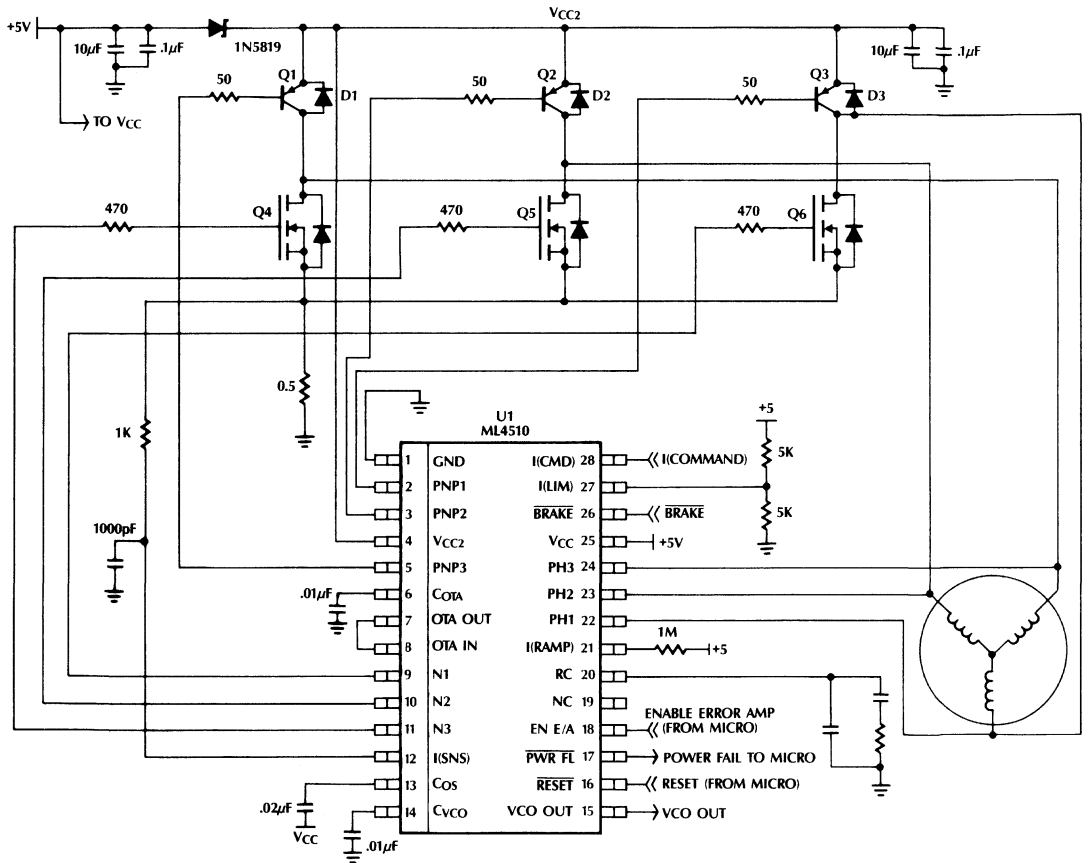 +5V
VCC2
1N5819
10µF
.1µF
10µF
.1µF
Q1
Q2
Q3
50
D1
50
D2
50
D3
TO VCC
470
Q4
470
Q5
470
Q6
0.5
1K
1000pF
U1
ML4510
+5
5K
5K
1 GND
I(CMD) 28
I(COMMAND)
2 PNP1
I(LIM) 27
3 PNP2
BRAKE 26
BRAKE
4 VCC2
VCC 25
+5V
5 PNP3
PH3 24
.01µF
6 COTA
PH2 23
7 OTA OUT
PH1 22
8 OTA IN
I(RAMP) 21
1M
+5
9 N1
RC 20
10 N2
NC 19
11 N3
EN E/A 18
ENABLE ERROR AMP
(FROM MICRO)
12 I(SNS)
PWR FL 17
POWER FAIL TO MICRO
13 COS
RESET 16
RESET (FROM MICRO)
14 CVCO
VCO OUT 15
VCO OUT
.02µF
VCC
.01µF